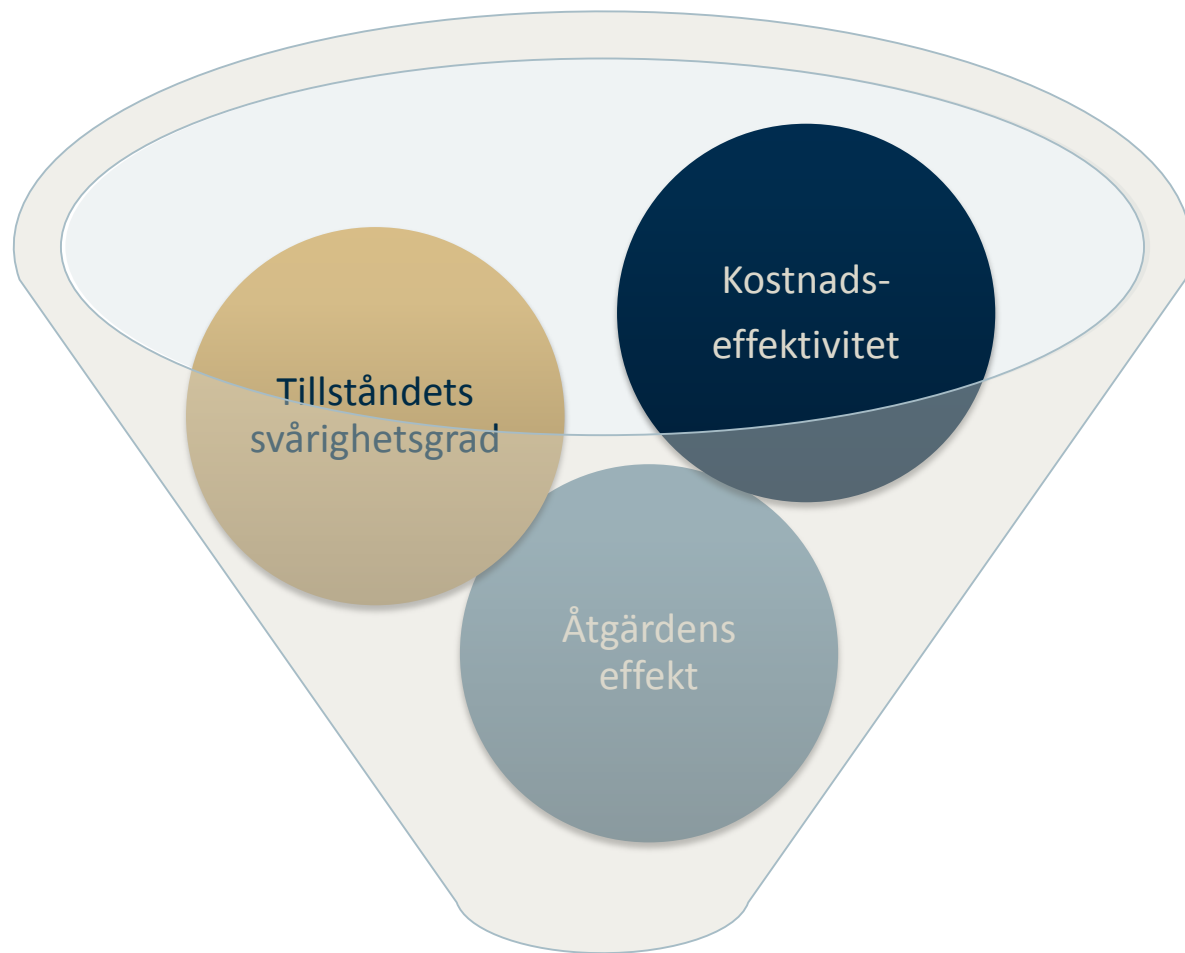 Kostnads-
effektivitet
Tillståndets
svårighetsgrad
Åtgärdens
effekt